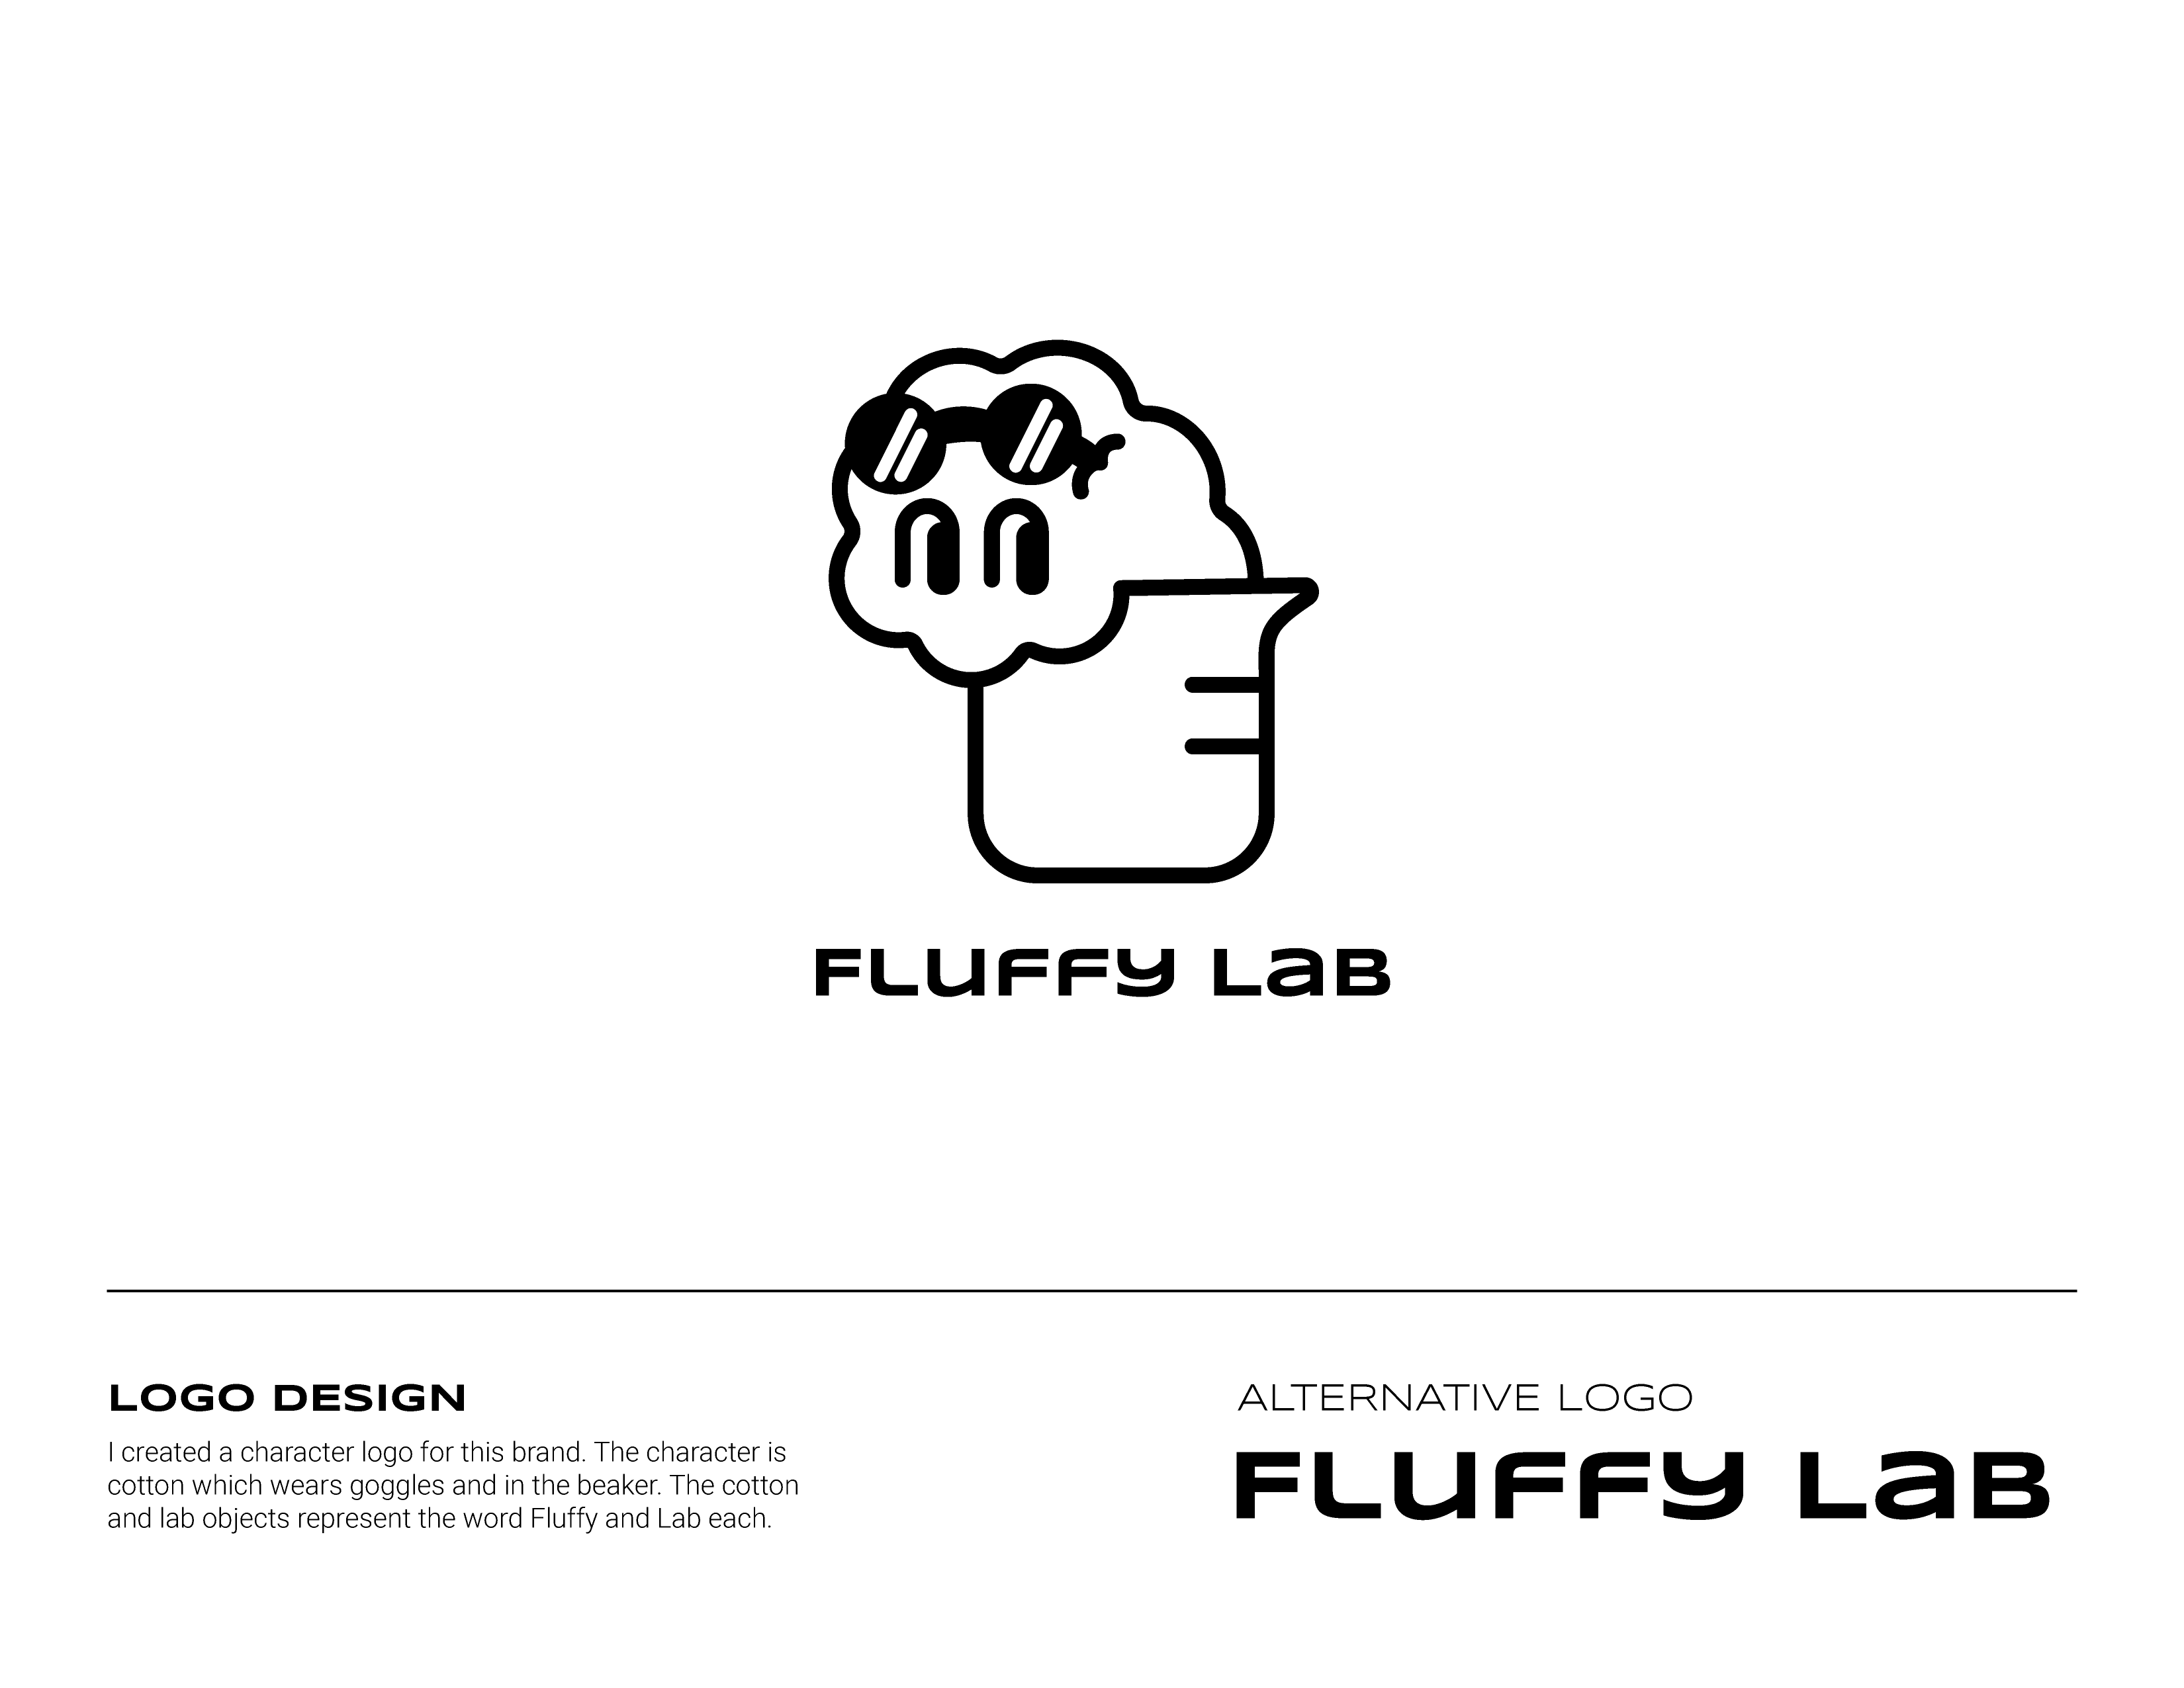 FLUFFY LaB
LOGO DESIGN
I created a character logo for this brand. The character is
cotton which wears goggles and in the beaker. The cotton
and lab objects represent the word Fluffy and Lab each.
ALTERNATIVE LOGO
FLUFFY LaB